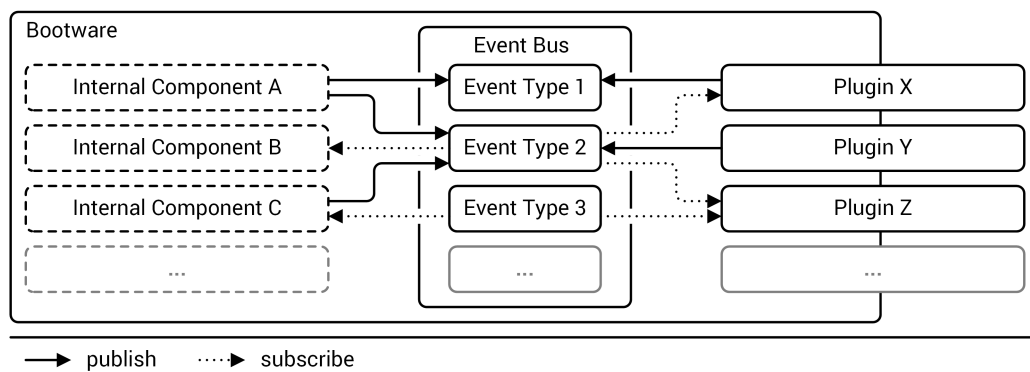 Bootware
Event Bus
Internal Component A
Event Type 1
Plugin X
Internal Component B
Event Type 2
Plugin Y
Internal Component C
Event Type 3
Plugin Z
...
...
...
publish
subscribe